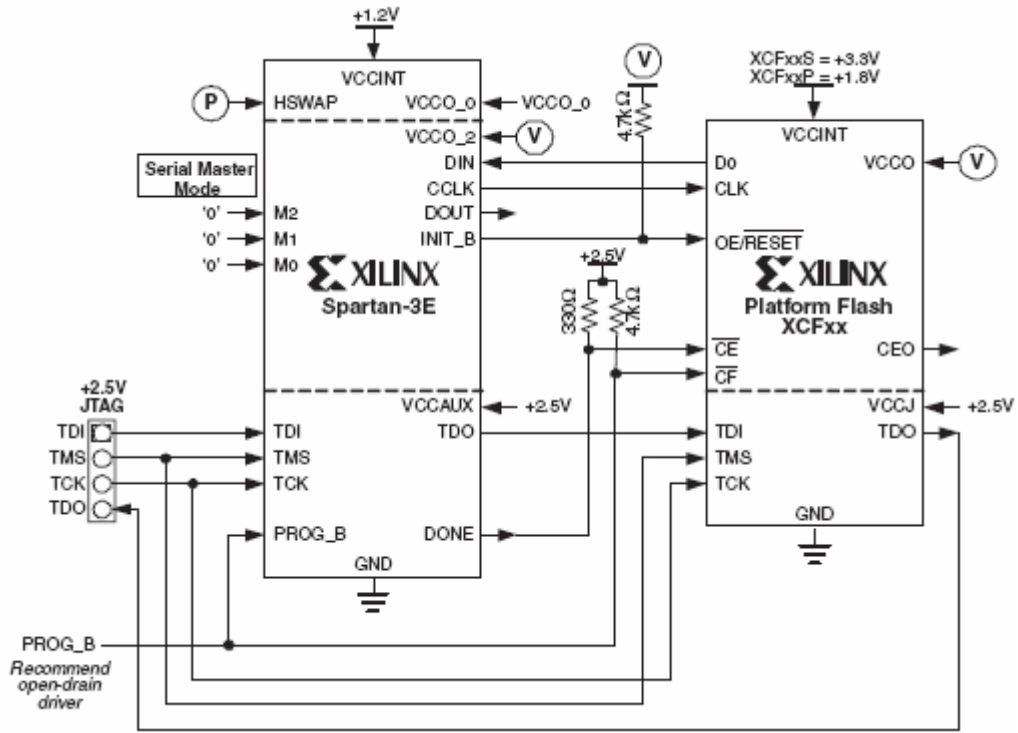 +1.2V
VCCINT
P
HSWAP
VCCO_0
VCCO_0
VCCO_2
V
Serial Master
Mode
DIN
CCLK
'0'
M2
DOUT
'0'
M1
INIT_B
'0'
M0
XILINX
Spartan-3E
V
4.7kΩ
+2.5V
330Ω
4.7kΩ
XCFxxS = +3.3V
XCFxxP = +1.8V
VCCINT
D0
VCCO
V
CLK
OE/RESET
XILINX
Platform Flash
XCFxx
CE
CEO
CF
+2.5V
JTAG
TDI
TMS
TCK
TDO
VCCAUX
+2.5V
TDI
TDO
TMS
TCK
PROG_B
DONE
GND
VCCJ
+2.5V
TDI
TDO
TMS
TCK
GND
PROG_B
Recommend
open-drain
driver